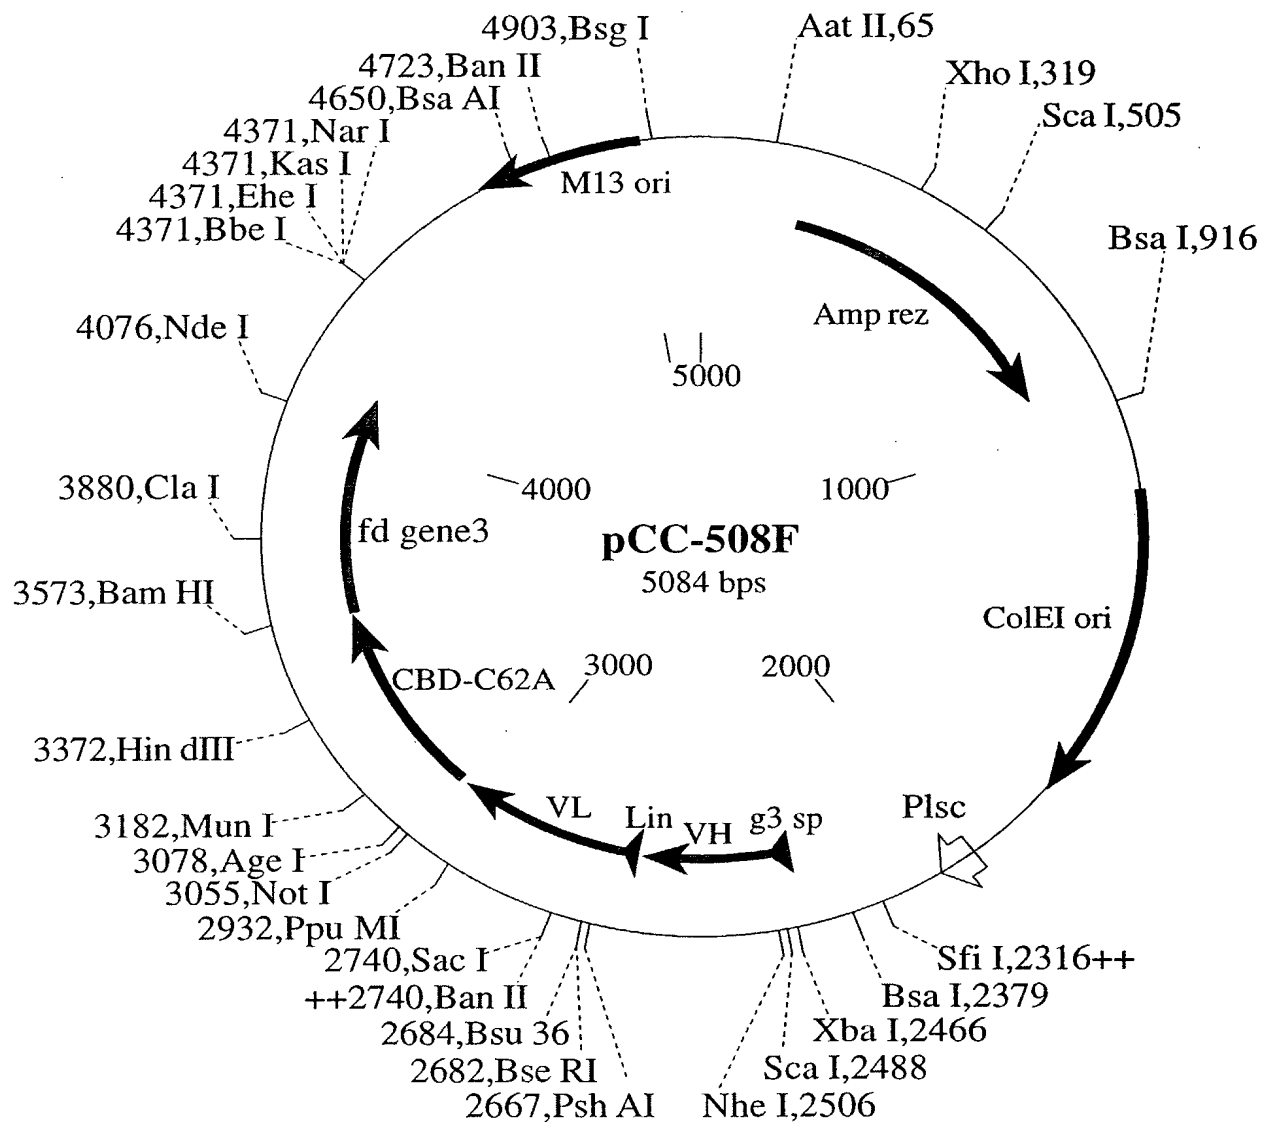 4903,Bsg I
Aat II,65
4723,Ban II
Xho I,319
4650,Bsa AI
Sca I,505
4371,Nar I
4371,Kas I
M13 ori
4371,Ehe I
4371,Bbe I
Bsa I,916
Amp rez
4076,Nde I
5000
3880,Cla I
4000
1000
fd gene3
pCC-508F
5084 bps
3573,Bam HI
ColEI ori
CBD-C62A
3000
2000
3372,Hin dIII
VL
Lin
VH
g3 sp
Plsc
3182,Mun I
3078,Age I
3055,Not I
2932,Ppu MI
2740,Sac I
Sfi I,2316++
++2740,Ban II
Bsa I,2379
2684,Bsu 36
Xba I,2466
2682,Bse RI
Sca I,2488
2667,Psh AI
Nhe I,2506